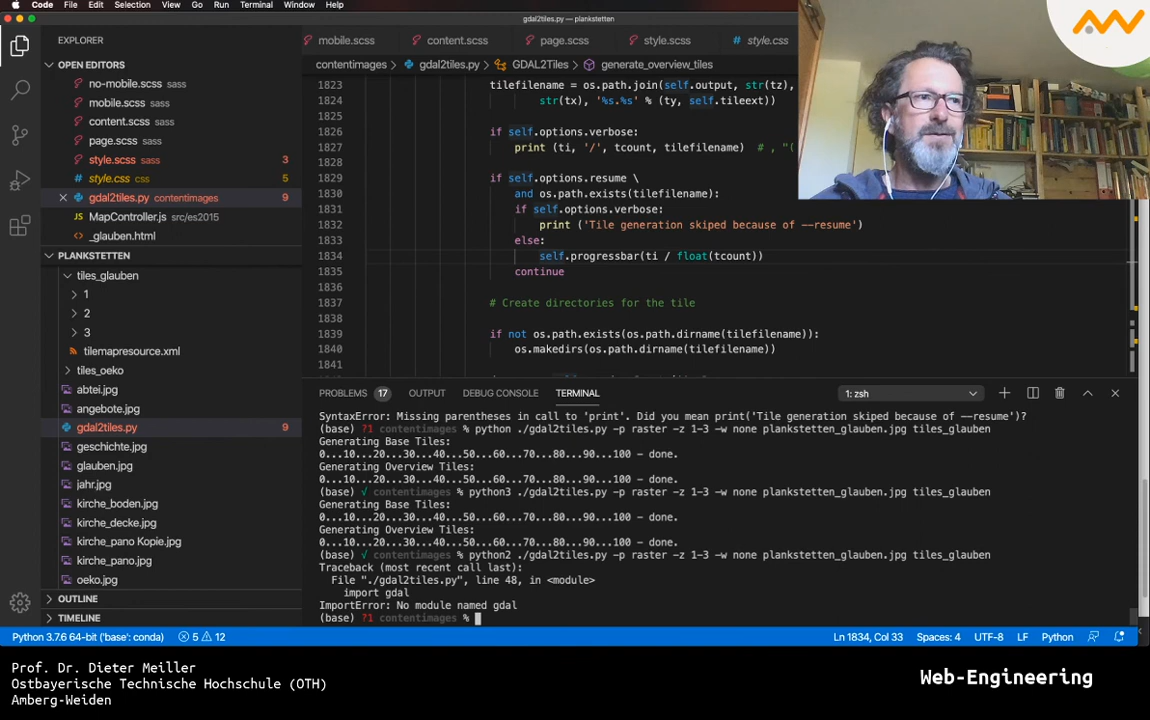 Code File Edit Selection View Go Run Terminal Window Help
gdal2tiles.py — plankstetten
EXPLORER
mobile.scss content.scss page.scss style.scss style.css
OPEN EDITORS
no-mobile.scss sass
mobile.scss sass
content.scss sass
page.scss sass
style.scss sass 3
style.css css 5
gdal2tiles.py contentimages 9
MapController.js src/es2015
_glauben.html
PLANKSTETTEN
tiles_glauben
1
2
3
tilemapresource.xml
tiles_oeko
abtei.jpg
angebote.jpg
gdal2tiles.py 9
geschichte.jpg
glauben.jpg
jahr.jpg
kirche_boden.jpg
kirche_decke.jpg
kirche_pano Kopie.jpg
kirche_pano.jpg
oeko.jpg
OUTLINE
TIMELINE
contentimages > gdal2tiles.py > GDAL2Tiles > generate_overview_tiles
1823 tilefilename = os.path.join(self.output, str(tz),
1824 str(tx), '%s.%s' % (ty, self.tileext))
1825
1826 if self.options.verbose:
1827 print (ti, '/', tcount, tilefilename) # , "(
1828
1829 if self.options.resume \
1830 and os.path.exists(tilefilename):
1831 if self.options.verbose:
1832 print ('Tile generation skiped because of --resume')
1833 else:
1834 self.progressbar(ti / float(tcount))
1835 continue
1836
1837 # Create directories for the tile
1838
1839 if not os.path.exists(os.path.dirname(tilefilename)):
1840 os.makedirs(os.path.dirname(tilefilename))
1841
PROBLEMS 17 OUTPUT DEBUG CONSOLE TERMINAL 1: zsh
SyntaxError: Missing parentheses in call to 'print'. Did you mean print('Tile generation skiped because of --resume')?
(base) ?1 contentimages % python ./gdal2tiles.py -p raster -z 1-3 -w none plankstetten_glauben.jpg tiles_glauben
Generating Base Tiles:
0...10...20...30...40...50...60...70...80...90...100 - done.
Generating Overview Tiles:
0...10...20...30...40...50...60...70...80...90...100 - done.
(base) √ contentimages % python3 ./gdal2tiles.py -p raster -z 1-3 -w none plankstetten_glauben.jpg tiles_glauben
Generating Base Tiles:
0...10...20...30...40...50...60...70...80...90...100 - done.
Generating Overview Tiles:
0...10...20...30...40...50...60...70...80...90...100 - done.
(base) √ contentimages % python2 ./gdal2tiles.py -p raster -z 1-3 -w none plankstetten_glauben.jpg tiles_glauben
Traceback (most recent call last):
File "./gdal2tiles.py", line 48, in <module>
import gdal
ImportError: No module named gdal
(base) ?1 contentimages %
Python 3.7.6 64-bit ('base': conda) 5 12 Ln 1834, Col 33 Spaces: 4 UTF-8 LF Python
Prof. Dr. Dieter Meiller
Ostbayerische Technische Hochschule (OTH)
Amberg-Weiden
Web-Engineering